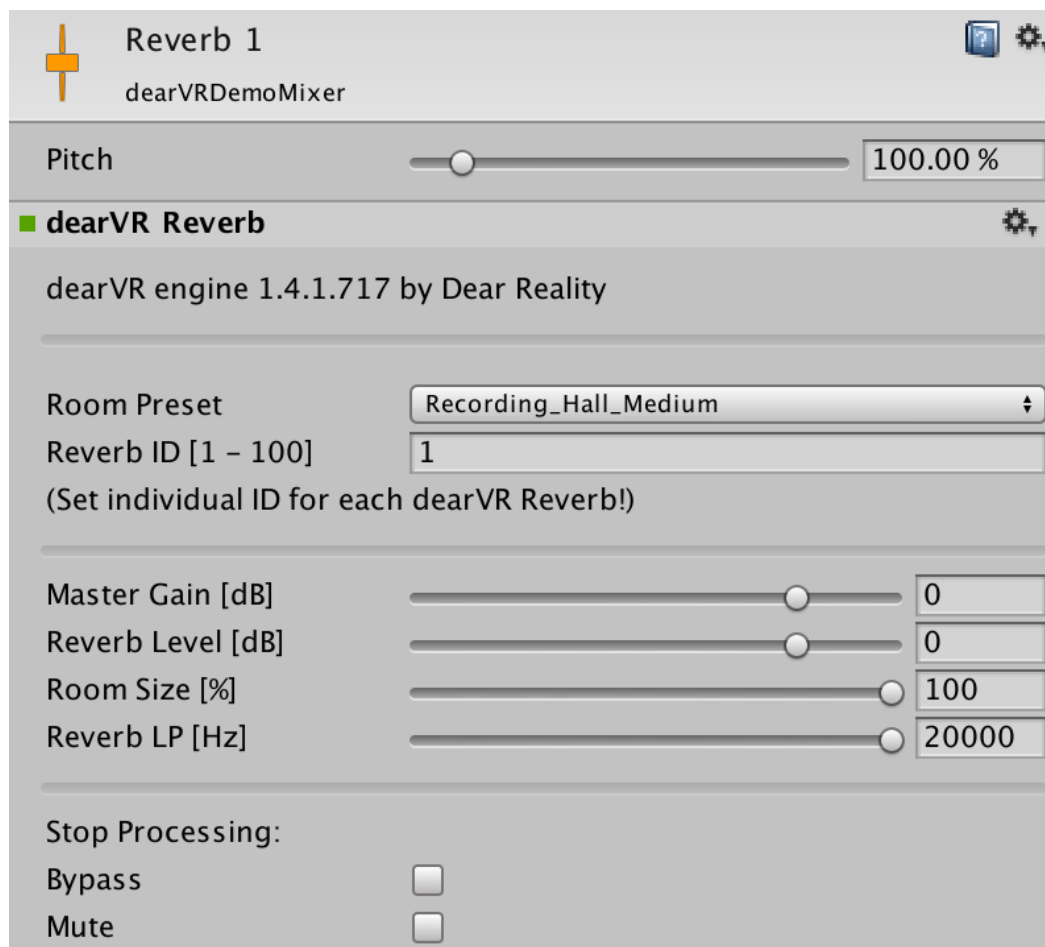 Reverb 1
dearVRDemoMixer
Pitch 100.00 %
dearVR Reverb
dearVR engine 1.4.1.717 by Dear Reality
Room Preset Recording_Hall_Medium
Reverb ID [1 – 100] 1
(Set individual ID for each dearVR Reverb!)
Master Gain [dB] 0
Reverb Level [dB] 0
Room Size [%] 100
Reverb LP [Hz] 20000
Stop Processing:
Bypass
Mute